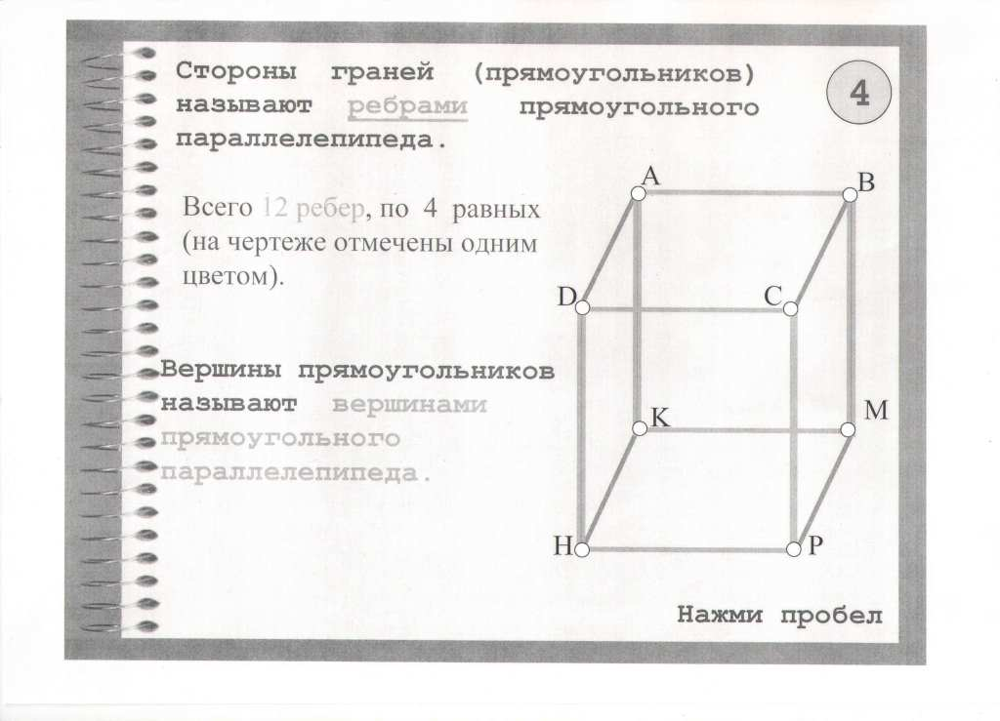 Стороны граней (прямоугольников)
называют ребрами прямоугольного
параллелепипеда.
4
Всего 12 ребер, по 4 равных
(на чертеже отмечены одним
цветом).
Вершины прямоугольников
называют вершинами
прямоугольного
параллелепипеда.
A
B
D
C
K
M
H
P
Нажми пробел